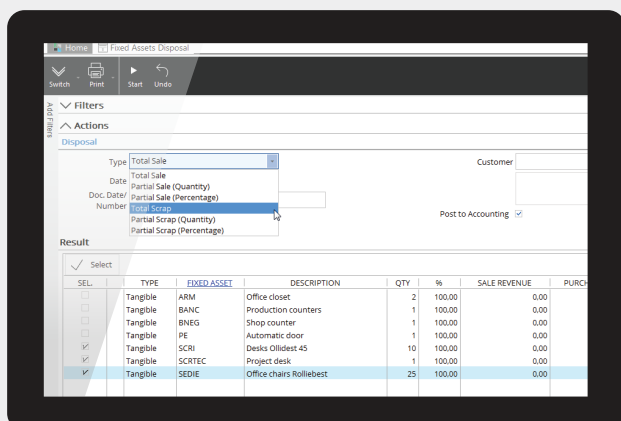 Home Fixed Assets Disposal
Switch Print Start Undo
Add Filters
Filters
Actions
Disposal
Type Total Sale Customer
Total Sale
Date Partial Sale (Quantity)
Doc. Date/ Partial Sale (Percentage)
Number Total Scrap
Partial Scrap (Quantity) Post to Accounting
Partial Scrap (Percentage)
Result
Select
SEL. TYPE FIXED ASSET DESCRIPTION QTY % SALE REVENUE PURCH
Tangible ARM Office closet 2 100,00 0,00
Tangible BANC Production counters 1 100,00 0,00
Tangible BNEG Shop counter 1 100,00 0,00
Tangible PE Automatic door 1 100,00 0,00
Tangible SCRI Desks Ollidest 45 10 100,00 0,00
Tangible SCRTEC Project desk 1 100,00 0,00
Tangible SEDIE Office chairs Rolliebest 25 100,00 0,00